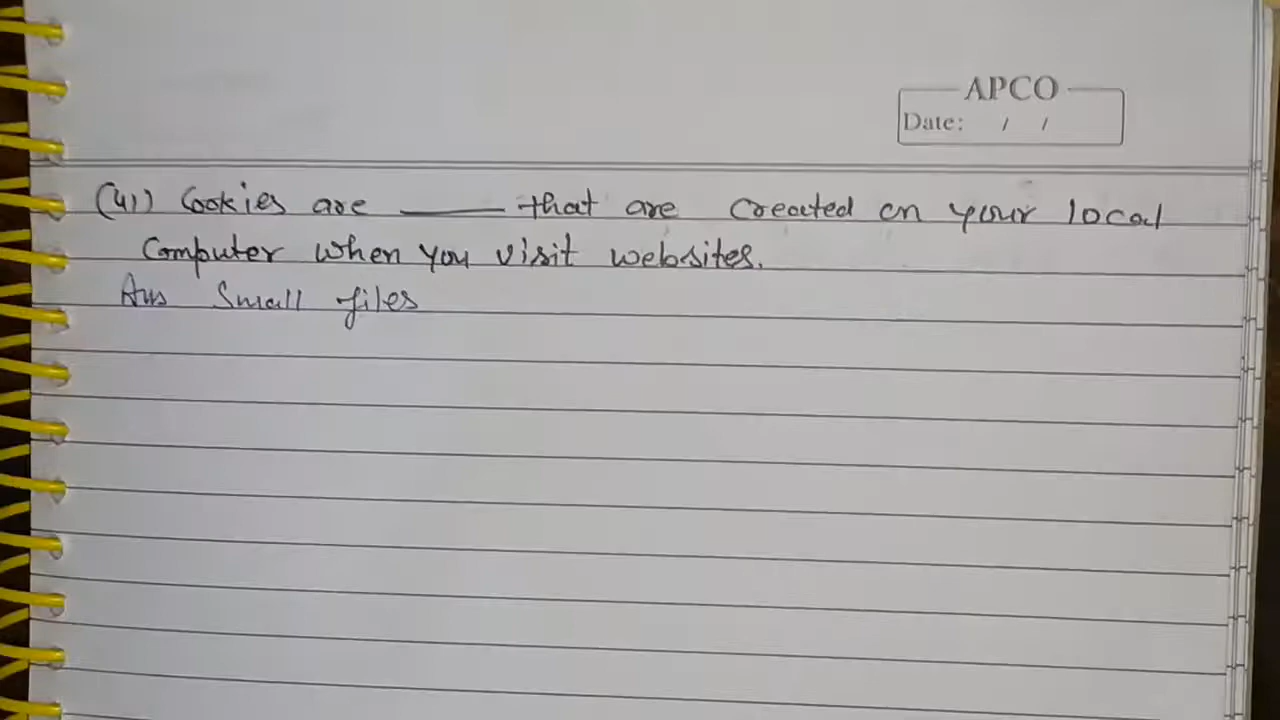 APCO
Date: / /
(41) Cookies are ______ that are created on your local
Computer when you visit websites.
Ans Small files